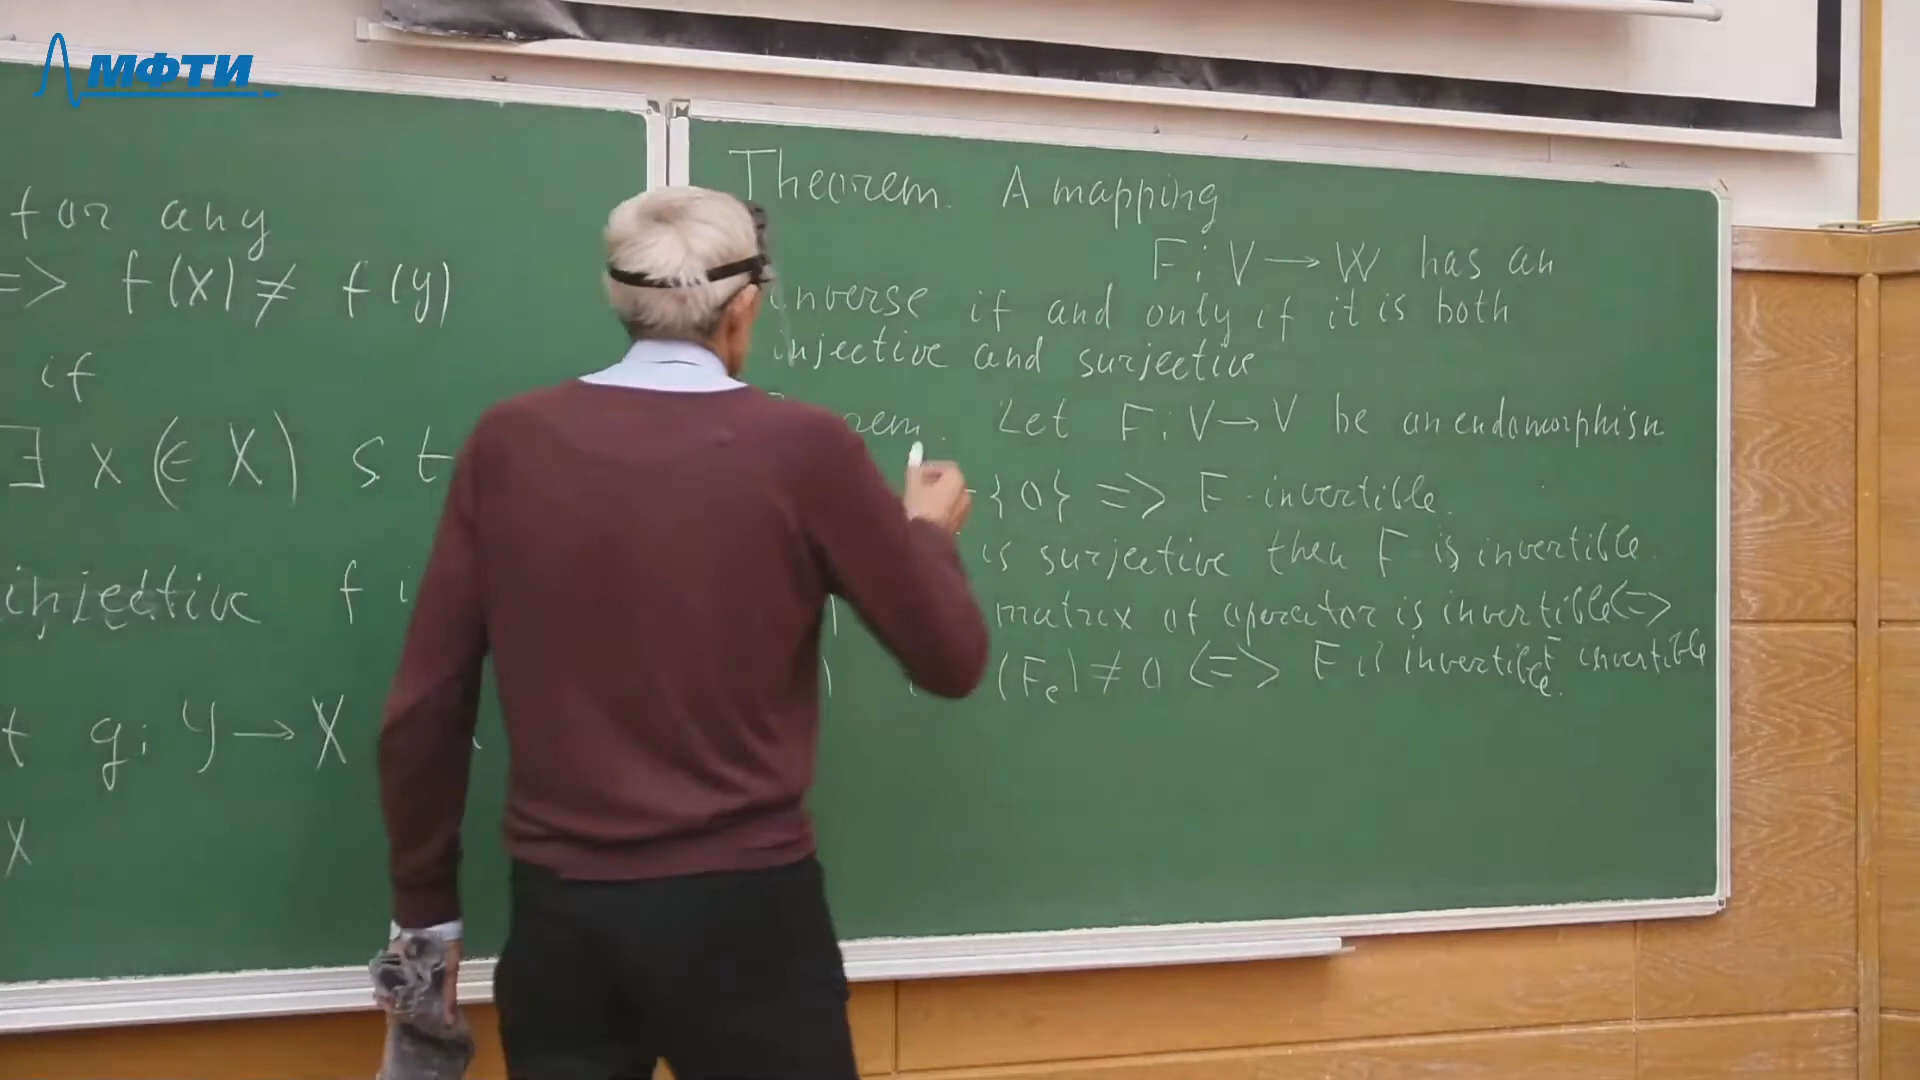 МФТИ
for any
=> f(x) ≠ f(y)
if
∃ x (∈ X) s t
injective f i
t g: Y → X
X
Theorem. A mapping
F: V → W has an
inverse if and only if it is both
injective and surjective
rem. Let F: V → V be an endomorphism
{0} => F invertible.
is surjective then F is invertible.
matrix of operator is invertible <=>
F invertible
(Fe) ≠ 0 <=> F is invertible.